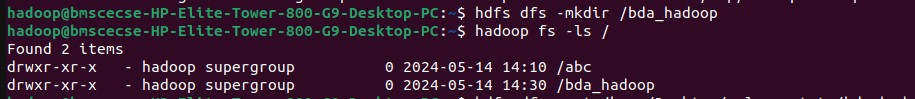 hadoop@bmscecse-HP-Elite-Tower-800-G9-Desktop-PC:~$ hdfs dfs -mkdir /bda_hadoop
hadoop@bmscecse-HP-Elite-Tower-800-G9-Desktop-PC:~$ hadoop fs -ls /
Found 2 items
drwxr-xr-x   - hadoop supergroup          0 2024-05-14 14:10 /abc
drwxr-xr-x   - hadoop supergroup          0 2024-05-14 14:30 /bda_hadoop